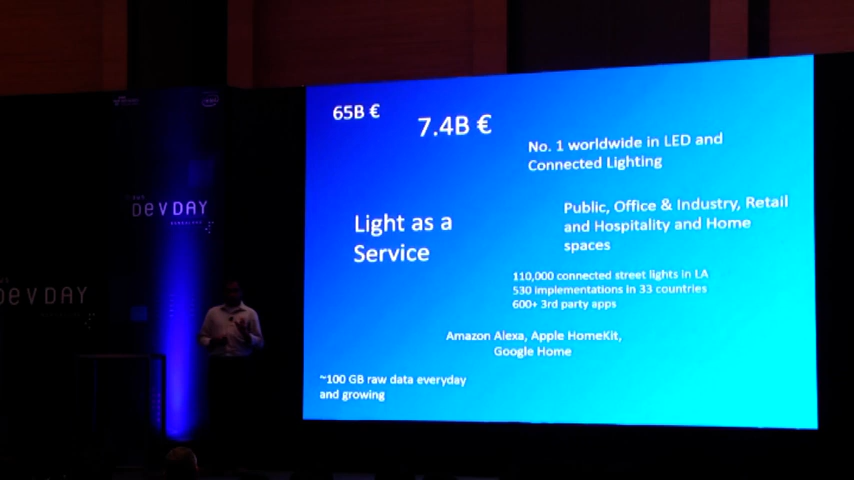 65B €
7.4B €
No. 1 worldwide in LED and
Connected Lighting
Light as a
Service
Public, Office & Industry, Retail
and Hospitality and Home
spaces
110,000 connected street lights in LA
530 implementations in 33 countries
600+ 3rd party apps
Amazon Alexa, Apple HomeKit,
Google Home
~100 GB raw data everyday
and growing
DevDAY
DevDAY